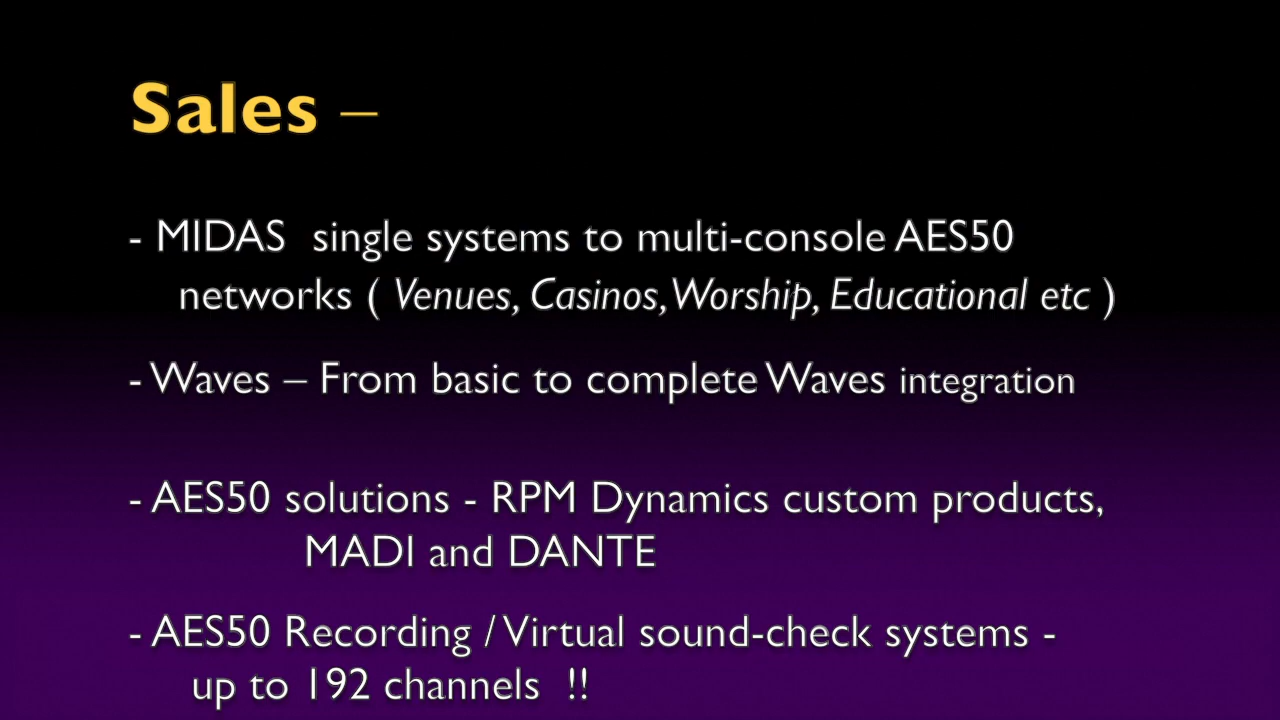 Sales –
- MIDAS single systems to multi-console AES50
networks ( Venues, Casinos, Worship, Educational etc )
- Waves – From basic to complete Waves integration
- AES50 solutions - RPM Dynamics custom products,
MADI and DANTE
- AES50 Recording / Virtual sound-check systems -
up to 192 channels !!